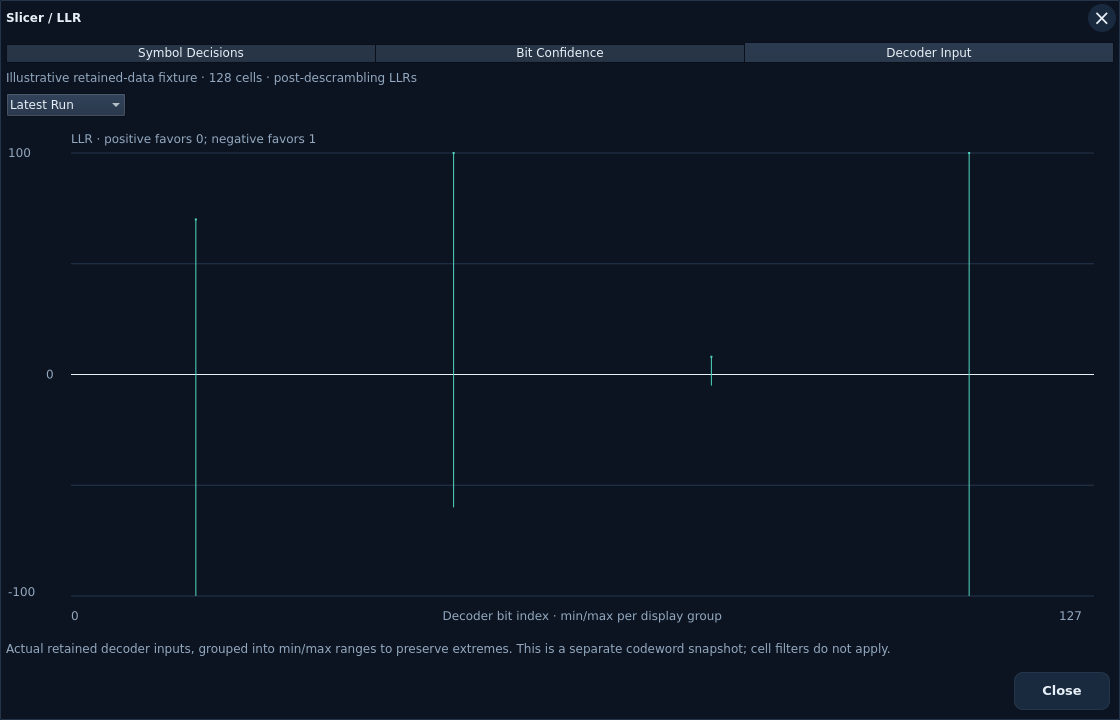 Slicer / LLR
Symbol Decisions
Bit Confidence
Decoder Input
Illustrative retained-data fixture · 128 cells · post-descrambling LLRs
Latest Run
LLR · positive favors 0; negative favors 1
100
0
-100
0
Decoder bit index · min/max per display group
127
Actual retained decoder inputs, grouped into min/max ranges to preserve extremes. This is a separate codeword snapshot; cell filters do not apply.
Close